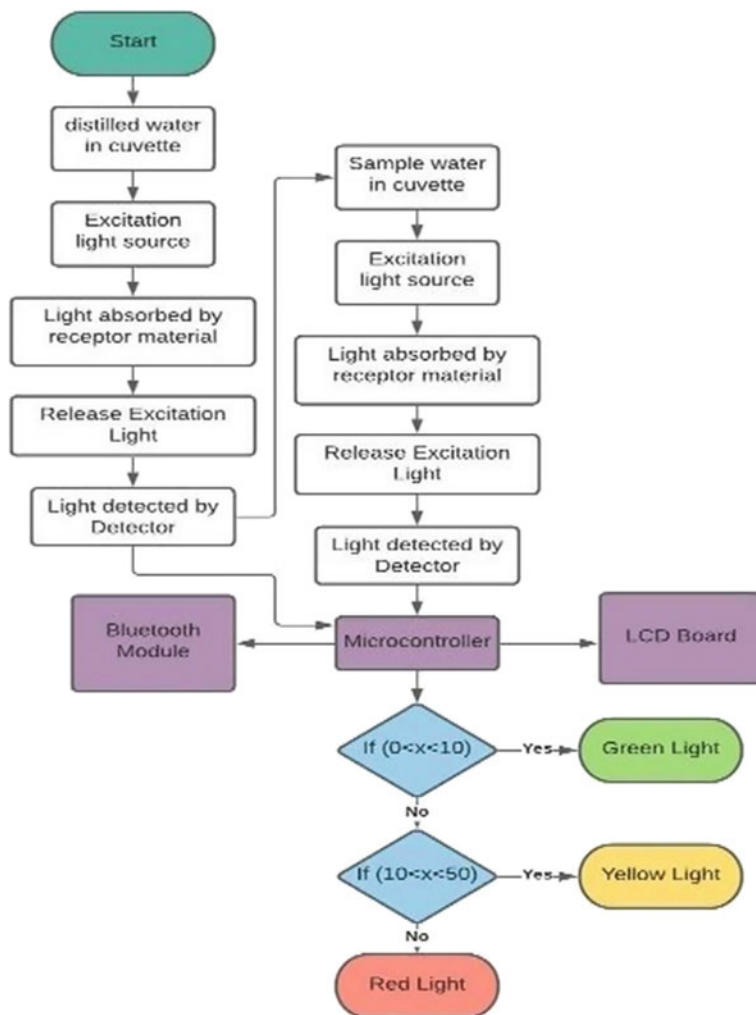 Start
distilled water
in cuvette
Excitation
light source
Light absorbed by
receptor material
Release Excitation
Light
Light detected by
Detector
Sample water
in cuvette
Excitation
light source
Light absorbed by
receptor material
Release Excitation
Light
Light detected by
Detector
Bluetooth
Module
Microcontroller
LCD Board
If (0<x<10)
Yes
Green Light
No
If (10<x<50)
Yes
Yellow Light
No
Red Light